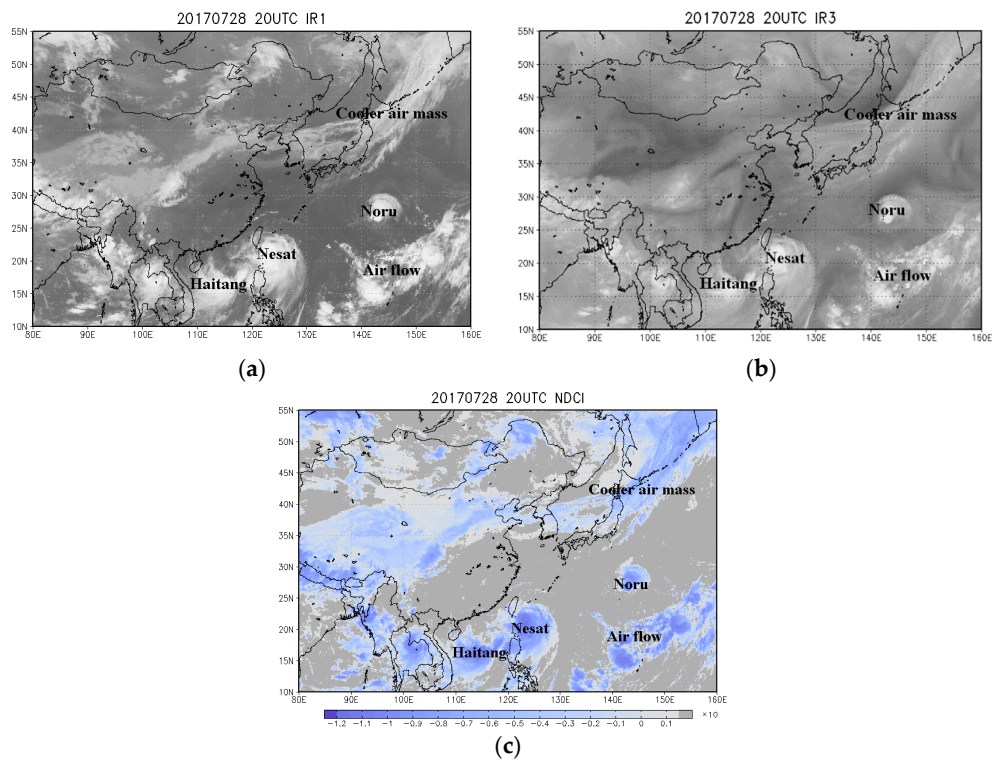 20170728 20UTC IR1
55N
50N
45N
40N
35N
30N
25N
20N
15N
10N
80E 90E 100E 110E 120E 130E 140E 150E 160E
Cooler air mass
Noru
Nesat
Air flow
Haitang
(a)
20170728 20UTC IR3
55N
50N
45N
40N
35N
30N
25N
20N
15N
10N
80E 90E 100E 110E 120E 130E 140E 150E 160E
Cooler air mass
Noru
Nesat
Air flow
Haitang
(b)
20170728 20UTC NDCI
55N
50N
45N
40N
35N
30N
25N
20N
15N
10N
80E 90E 100E 110E 120E 130E 140E 150E 160E
Cooler air mass
Noru
Nesat
Air flow
Haitang
×10
−1.2 −1.1 −1 −0.9 −0.8 −0.7 −0.6 −0.5 −0.4 −0.3 −0.2 −0.1 0 0.1
(c)